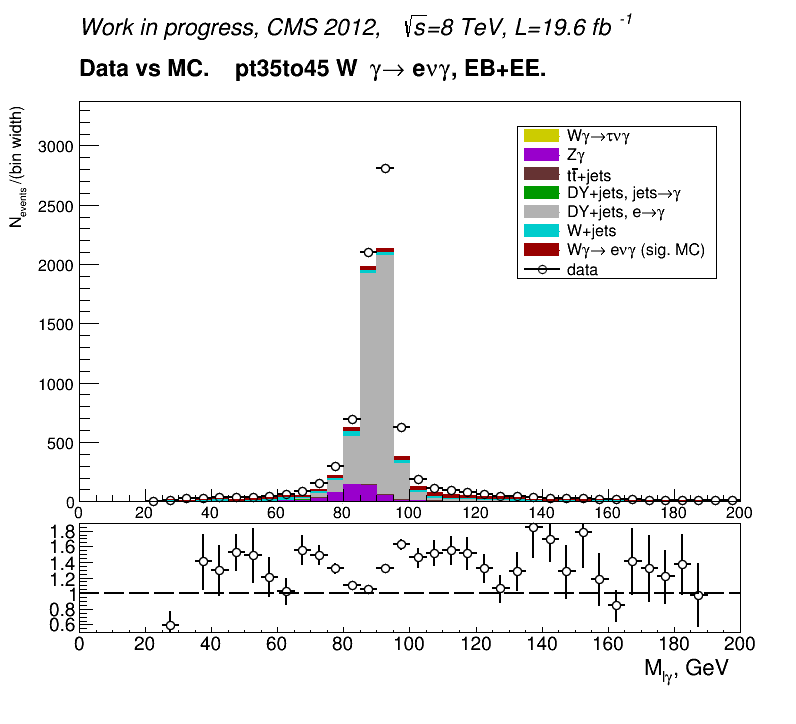 Work in progress, CMS 2012, √s=8 TeV, L=19.6 fb⁻¹
Data vs MC. pt35to45 W γ→ eνγ, EB+EE.
N_events /(bin width)
3000
2500
2000
1500
1000
500
0
0 20 40 60 80 100 120 140 160 180 200
Wγ→τνγ
Zγ
tt̄+jets
DY+jets, jets→γ
DY+jets, e→γ
W+jets
Wγ→ eνγ (sig. MC)
data
1.8
1.6
1.4
1.2
1
0.8
0.6
0 20 40 60 80 100 120 140 160 180 200
M_lγ, GeV